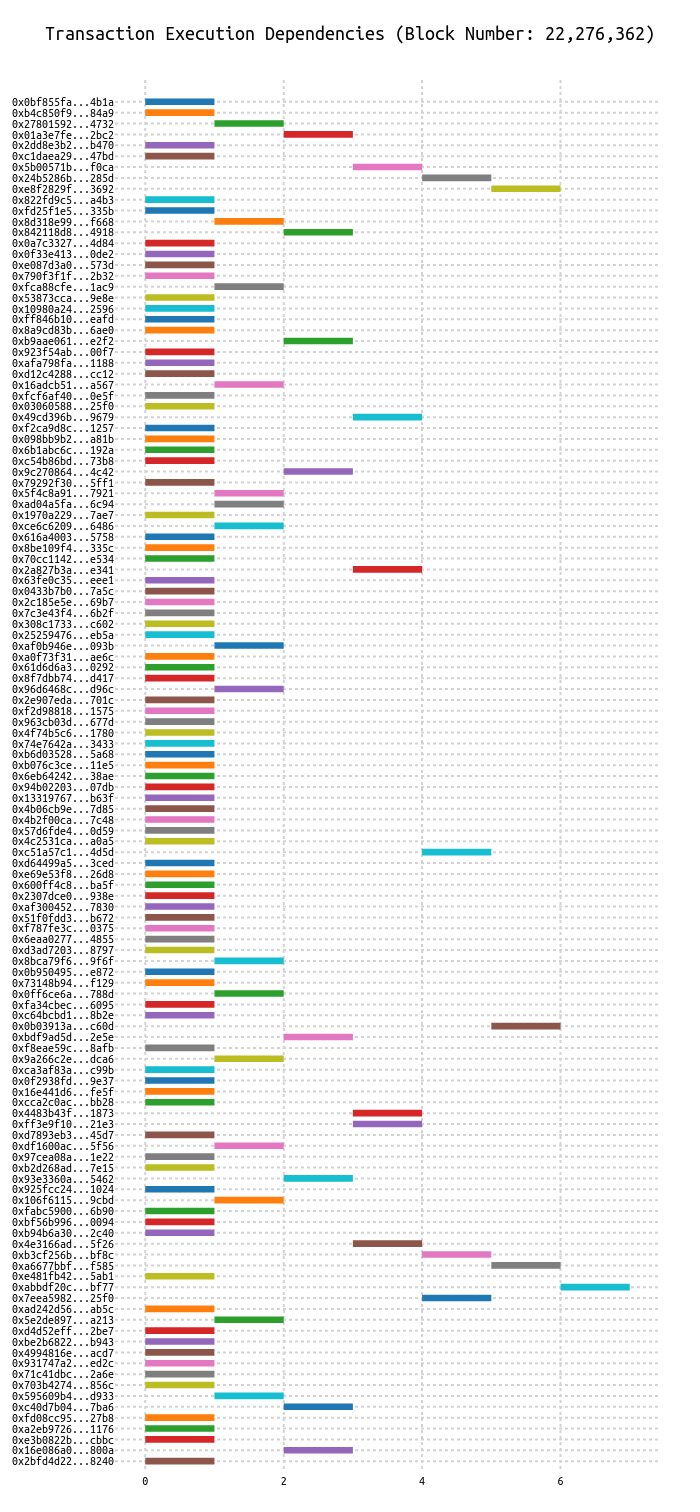 Transaction Execution Dependencies (Block Number: 22,276,362)
0x0bf855fa...4b1a
0xb4c850f9...84a9
0x27801592...4732
0x01a3e7fe...2bc2
0x2dd8e3b2...b470
0xc1daea29...47bd
0x5b00571b...f0ca
0x24b5286b...285d
0xe8f2829f...3692
0x822fd9c5...a4b3
0xfd25f1e5...335b
0x8d318e99...f668
0x842118d8...4918
0x0a7c3327...4d84
0x0f33e413...0de2
0xe087d3a0...573d
0x790f3f1f...2b32
0xfca88cfe...1ac9
0x53873cca...9e8e
0x10980a24...2596
0xff846b10...eafd
0x8a9cd83b...6ae0
0xb9aae061...e2f2
0x923f54ab...00f7
0xafa798fa...1188
0xd12c4288...cc12
0x16adcb51...a567
0xfcf6af40...0e5f
0x03060588...25f0
0x49cd396b...9679
0xf2ca9d8c...1257
0x098bb9b2...a81b
0x6b1abc6c...192a
0xc54b86bd...73b8
0x9c270864...4c42
0x79292f30...5ff1
0x5f4c8a91...7921
0xad04a5fa...6c94
0x1970a229...7ae7
0xce6c6209...6486
0x616a4003...5758
0x8be109f4...335c
0x70cc1142...e534
0x2a827b3a...e341
0x63fe0c35...eee1
0x0433b7b0...7a5c
0x2c185e5e...69b7
0x7c3e43f4...6b2f
0x308c1733...c602
0x25259476...eb5a
0xaf0b946e...093b
0xa0f73f31...ae6c
0x61d6d6a3...0292
0x8f7dbb74...d417
0x96d6468c...d96c
0x2e907eda...701c
0xf2d98818...1575
0x963cb03d...677d
0x4f74b5c6...1780
0x74e7642a...3433
0xb6d03528...5a68
0xb076c3ce...11e5
0x6eb64242...38ae
0x94b02203...07db
0x13319767...b63f
0x4b06cb9e...7d85
0x4b2f00ca...7c48
0x57d6fde4...0d59
0x4c2531ca...a0a5
0xc51a57c1...4d5d
0xd64499a5...3ced
0xe69e53f8...26d8
0x600ff4c8...ba5f
0x2307dce0...938e
0xaf300452...7830
0x51f0fdd3...b672
0xf787fe3c...0375
0x6eaa0277...4855
0xd3ad7203...8797
0x8bca79f6...9f6f
0x0b950495...e872
0x73148b94...f129
0x0ff6ce6a...788d
0xfa34cbec...6095
0xc64bcbd1...8b2e
0x0b03913a...c60d
0xbdf9ad5d...2e5e
0xf8eae59c...8afb
0x9a266c2e...dca6
0xca3af83a...c99b
0x0f2938fd...9e37
0x16e441d6...fe5f
0xcca2c0ac...bb28
0x4483b43f...1873
0xff3e9f10...21e3
0xd7893eb3...45d7
0xdf1600ac...5f56
0x97cea08a...1e22
0xb2d268ad...7e15
0x93e3360a...5462
0x925fcc24...1024
0x106f6115...9cbd
0xfabc5900...6b90
0xbf56b996...0094
0xb94b6a30...2c40
0x4e3166ad...5f26
0xb3cf256b...bf8c
0xa6677bbf...f585
0xe481fb42...5ab1
0xabbdf20c...bf77
0x7eea5982...25f0
0xad242d56...ab5c
0x5e2de897...a213
0xd4d52eff...2be7
0xbe2b6822...b943
0x4994816e...acd7
0x931747a2...ed2c
0x71c41dbc...2a6e
0x703b4274...856c
0x595609b4...d933
0xc40d7b04...7ba6
0xfd08cc95...27b8
0xa2eb9726...1176
0xe3b0822b...cbbc
0x16e086a0...800a
0x2bfd4d22...8240
0 2 4 6